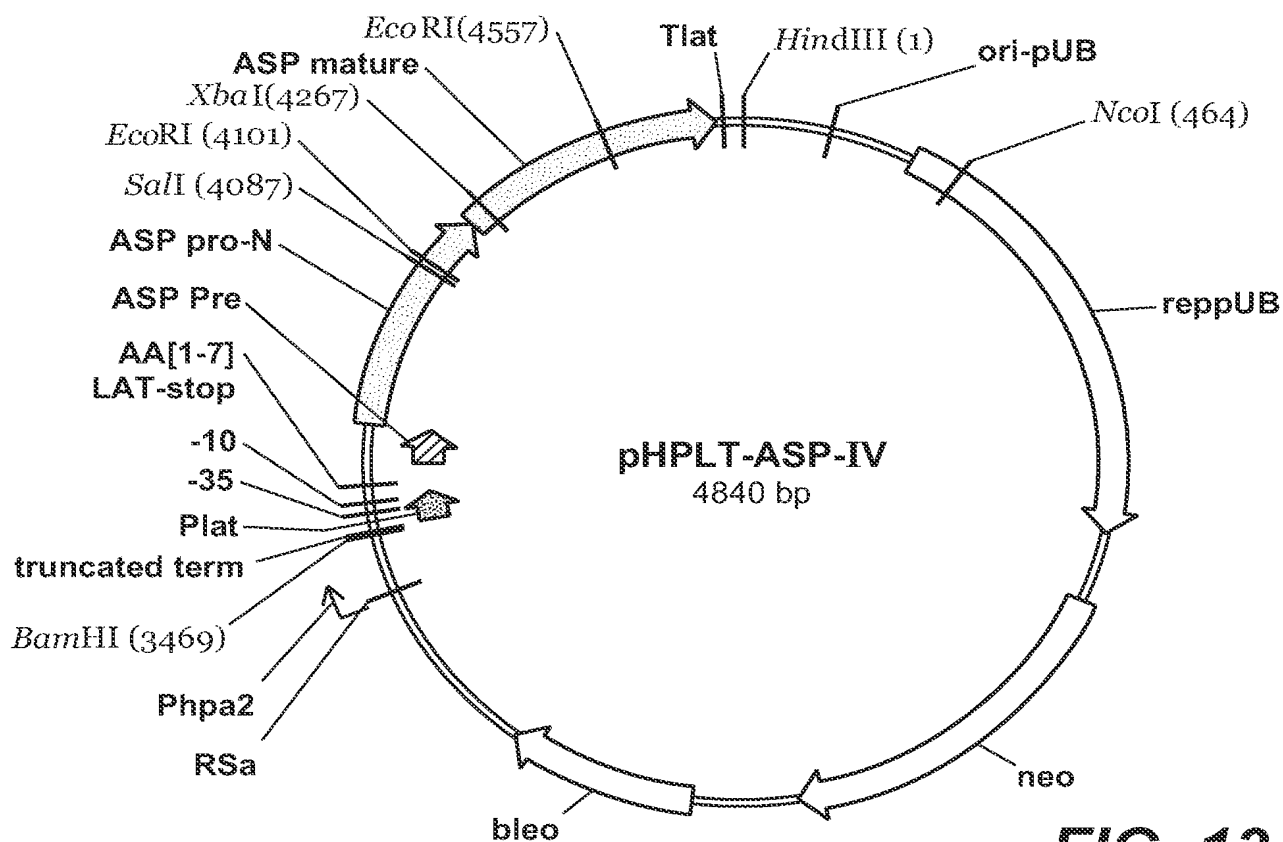 EcoRI(4557)
Tlat
HindIII (1)
ori-pUB
ASP mature
XbaI(4267)
NcoI (464)
EcoRI (4101)
SalI (4087)
ASP pro-N
ASP Pre
reppUB
AA[1-7]
LAT-stop
-10
-35
Plat
truncated term
BamHI (3469)
pHPLT-ASP-IV
4840 bp
Phpa2
RSa
neo
bleo
FIG. 13